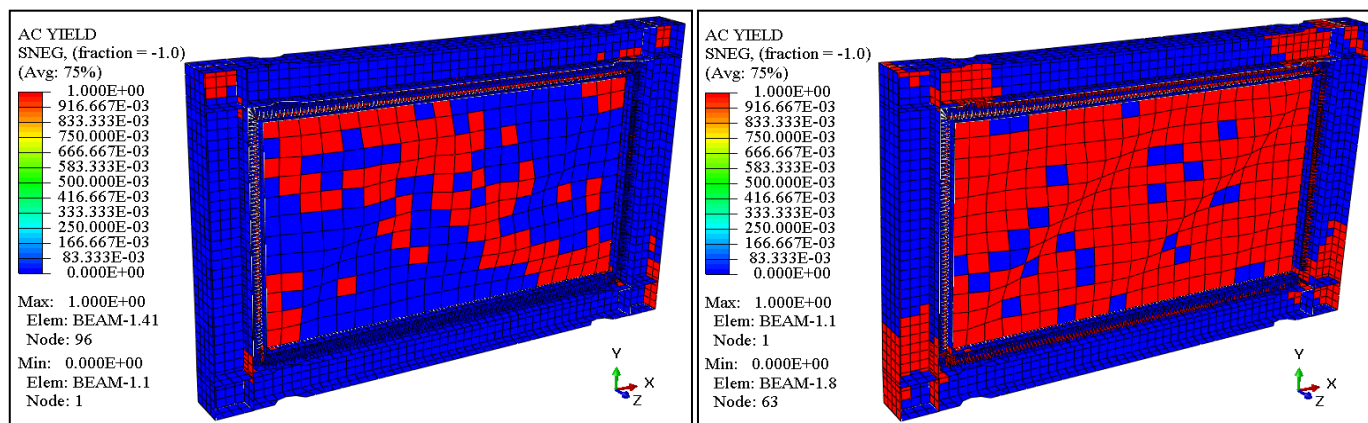 AC YIELD
SNEG, (fraction = -1.0)
(Avg: 75%)
1.000E+00
916.667E-03
833.333E-03
750.000E-03
666.667E-03
583.333E-03
500.000E-03
416.667E-03
333.333E-03
250.000E-03
166.667E-03
83.333E-03
0.000E+00
Max: 1.000E+00
Elem: BEAM-1.41
Node: 96
Min: 0.000E+00
Elem: BEAM-1.1
Node: 1
Y
X
Z
AC YIELD
SNEG, (fraction = -1.0)
(Avg: 75%)
1.000E+00
916.667E-03
833.333E-03
750.000E-03
666.667E-03
583.333E-03
500.000E-03
416.667E-03
333.333E-03
250.000E-03
166.667E-03
83.333E-03
0.000E+00
Max: 1.000E+00
Elem: BEAM-1.1
Node: 1
Min: 0.000E+00
Elem: BEAM-1.8
Node: 63
Y
X
Z